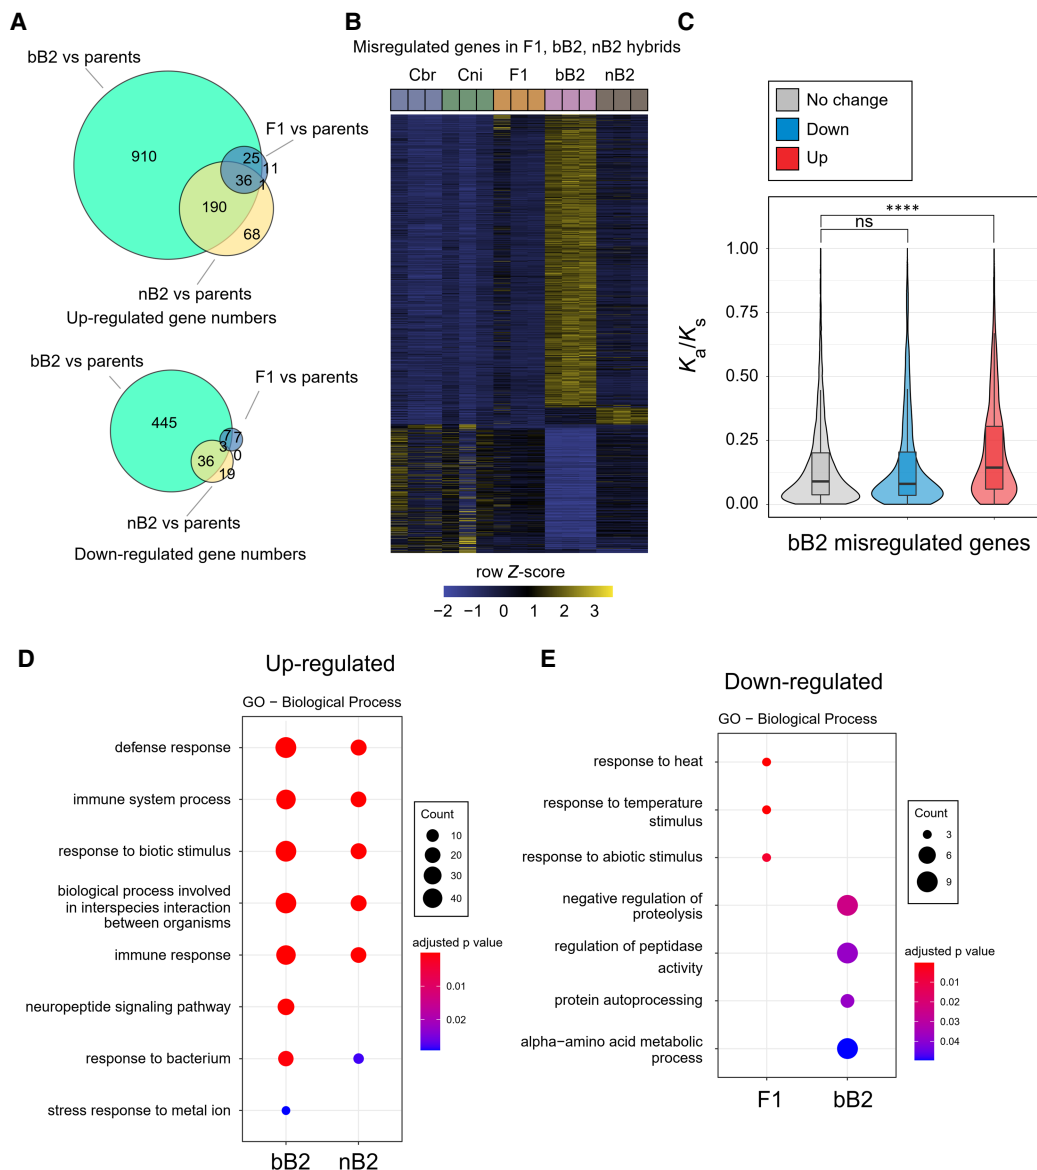 A
bB2 vs parents
F1 vs parents
910
25
11
36
1
190
68
nB2 vs parents
Up-regulated gene numbers
bB2 vs parents
F1 vs parents
445
7
7
3
0
36
19
nB2 vs parents
Down-regulated gene numbers
B
Misregulated genes in F1, bB2, nB2 hybrids
Cbr Cni F1 bB2 nB2
row Z-score
−2 −1 0 1 2 3
C
No change
Down
Up
****
ns
1.00
0.75
0.50
0.25
0.00
Ka/Ks
bB2 misregulated genes
D
Up-regulated
GO − Biological Process
defense response
immune system process
response to biotic stimulus
biological process involved
in interspecies interaction
between organisms
immune response
neuropeptide signaling pathway
response to bacterium
stress response to metal ion
bB2 nB2
Count
10
20
30
40
adjusted p value
0.01
0.02
E
Down-regulated
GO − Biological Process
response to heat
response to temperature
stimulus
response to abiotic stimulus
negative regulation of
proteolysis
regulation of peptidase
activity
protein autoprocessing
alpha−amino acid metabolic
process
F1 bB2
Count
3
6
9
adjusted p value
0.01
0.02
0.03
0.04